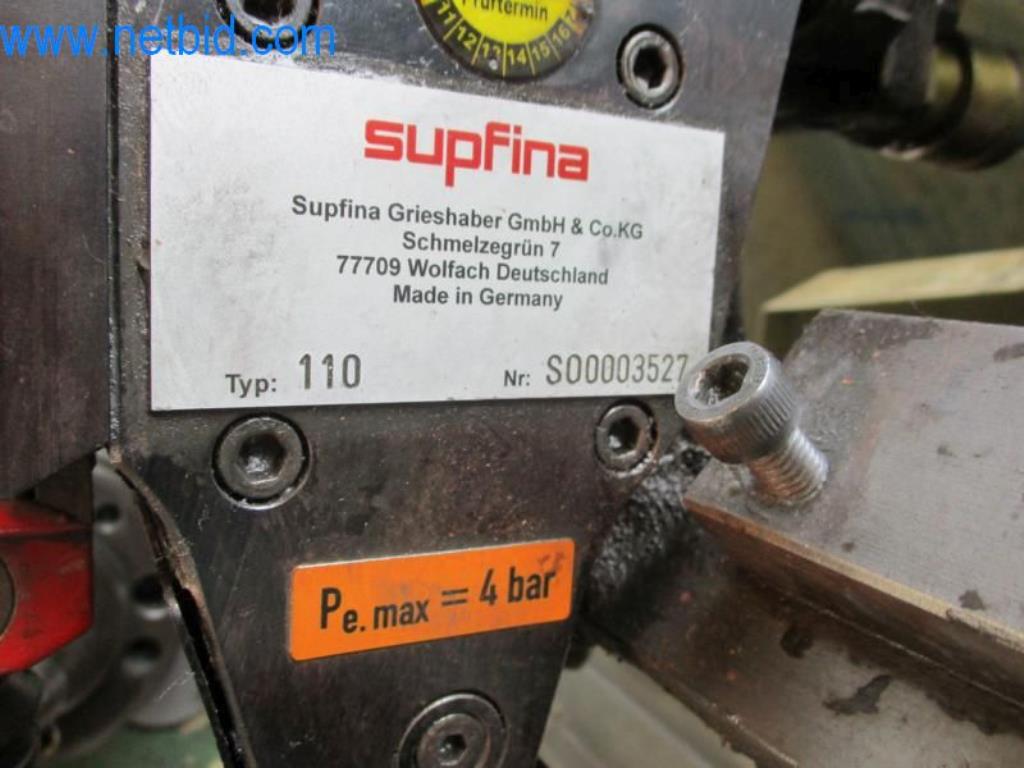 www.netbid.com
Prüftermin
11 12 13 14 15 16 17
supfina
Supfina Grieshaber GmbH & Co.KG
Schmelzegrün 7
77709 Wolfach Deutschland
Made in Germany
Typ: 110 Nr: S00003527
Pe. max = 4 bar